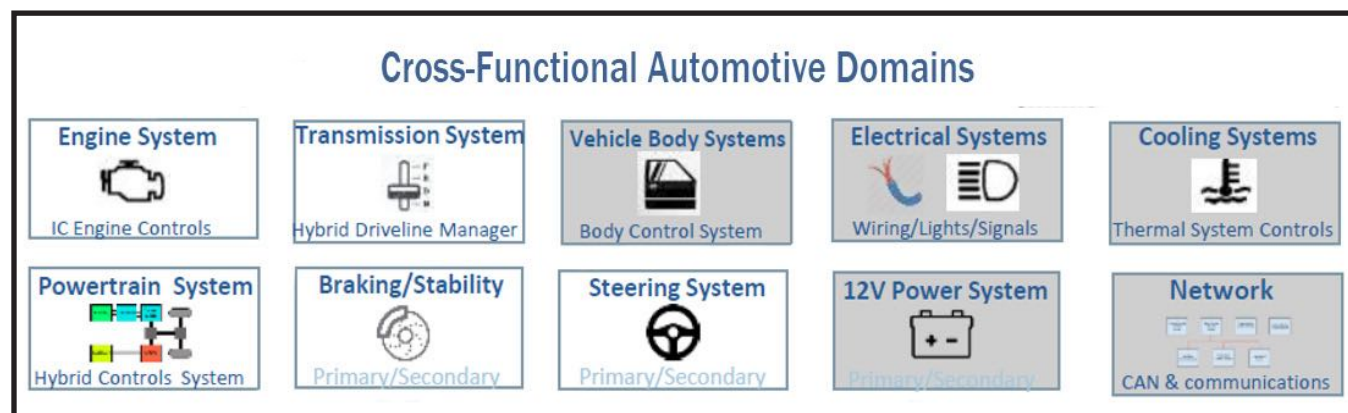 Cross-Functional Automotive Domains
Engine System
IC Engine Controls
Transmission System
Hybrid Driveline Manager
Vehicle Body Systems
Body Control System
Electrical Systems
Wiring/Lights/Signals
Cooling Systems
Thermal System Controls
Powertrain System
Hybrid Controls System
Braking/Stability
Primary/Secondary
Steering System
Primary/Secondary
12V Power System
Primary/Secondary
Network
CAN & communications